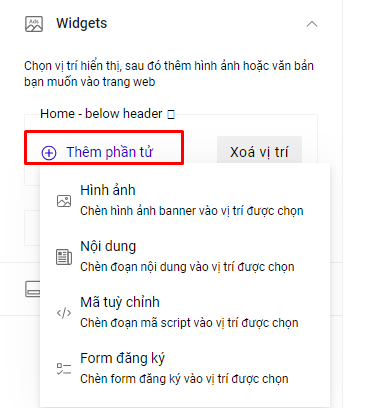 Ads
Widgets
Chọn vị trí hiển thị, sau đó thêm hình ảnh hoặc văn bản
bạn muốn vào trang web
Home - below header
Thêm phần tử
Xoá vị trí
Hình ảnh
Chèn hình ảnh banner vào vị trí được chọn
Nội dung
Chèn đoạn nội dung vào vị trí được chọn
Mã tuỳ chỉnh
Chèn đoạn mã script vào vị trí được chọn
Form đăng ký
Chèn form đăng ký vào vị trí được chọn